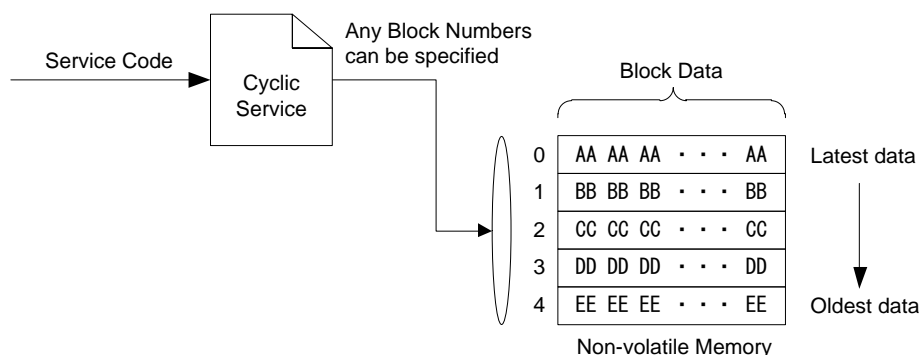 Service Code
Cyclic
Service
Any Block Numbers
can be specified
Block Data
0 AA AA AA ・・・ AA Latest data
1 BB BB BB ・・・ BB
2 CC CC CC ・・・ CC
3 DD DD DD ・・・ DD
4 EE EE EE ・・・ EE Oldest data
Non-volatile Memory